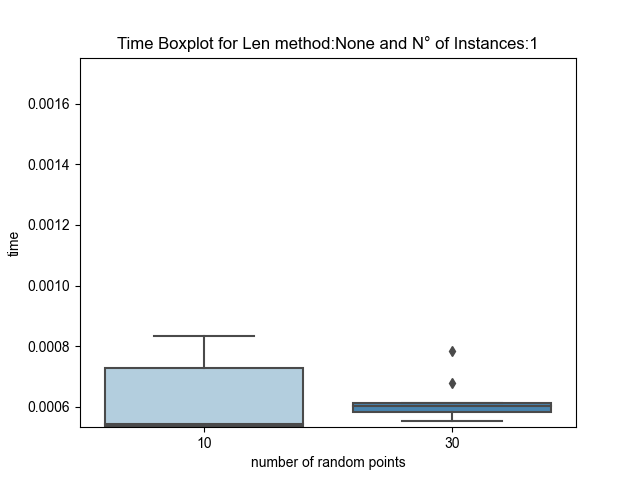 Time Boxplot for Len method:None and N° of Instances:1
0.0016
0.0014
0.0012
0.0010
0.0008
0.0006
time
10
30
number of random points